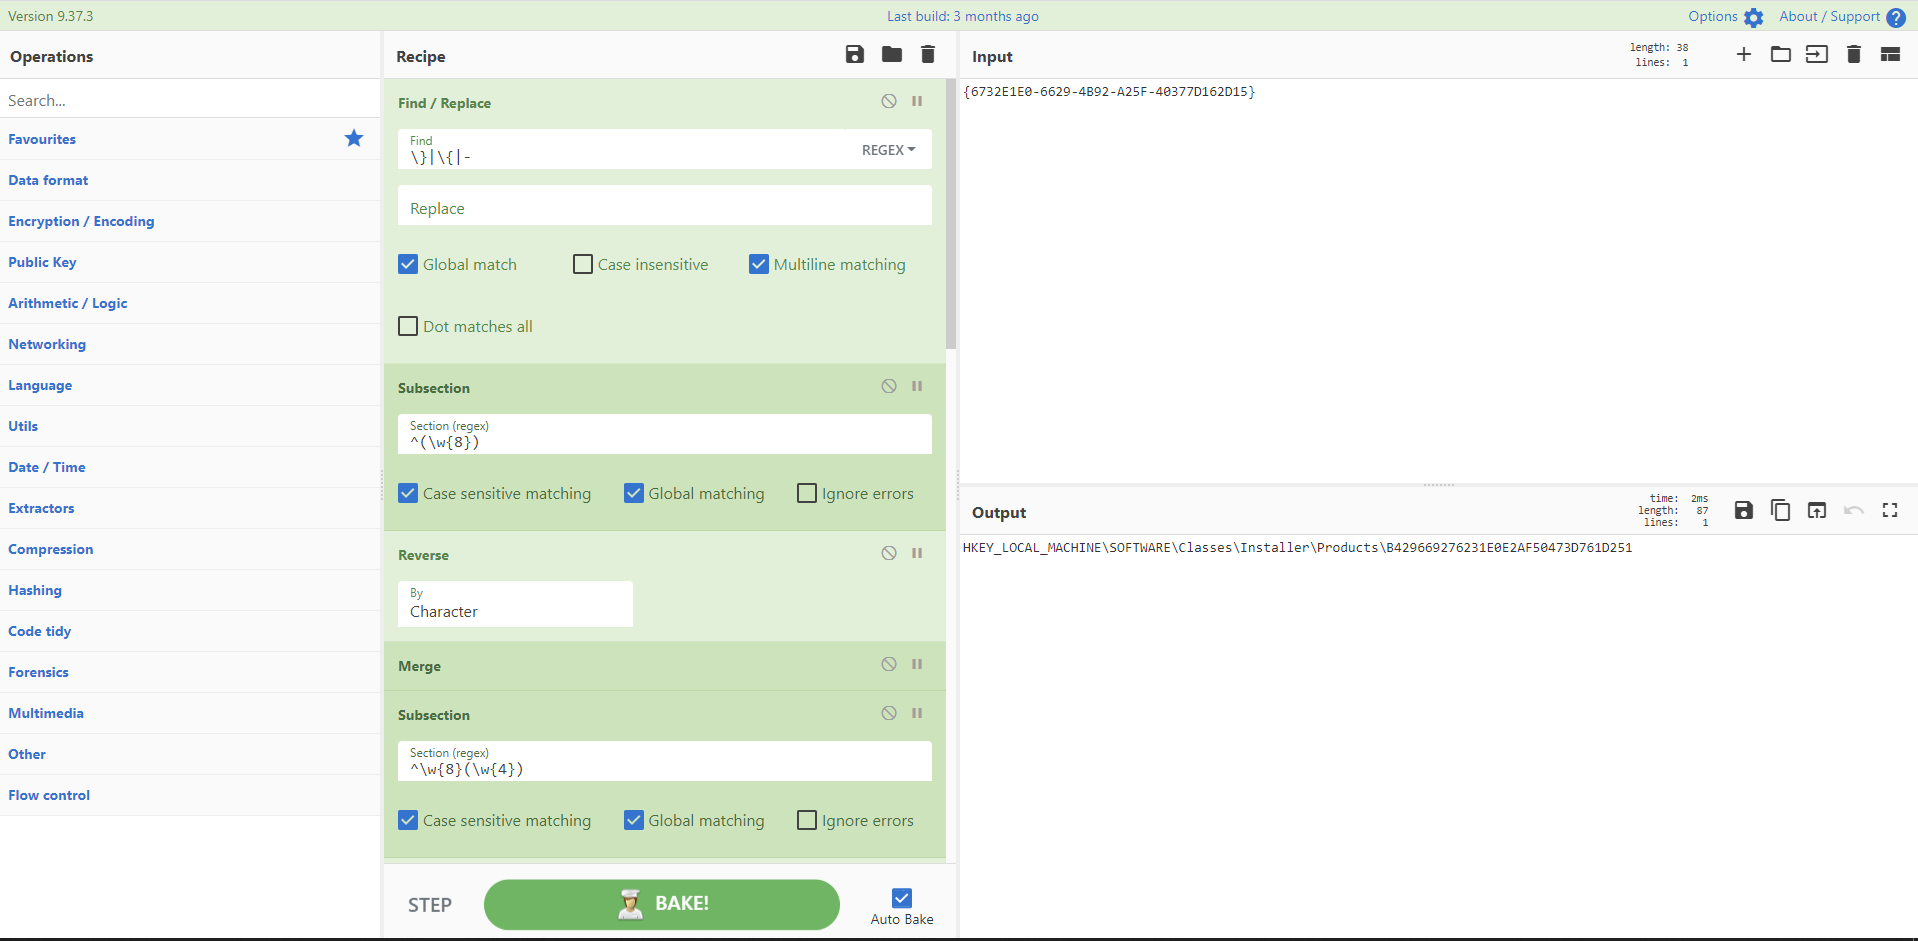 Version 9.37.3
Last build: 3 months ago
Options
About / Support
?
Operations
Search...
Favourites
Data format
Encryption / Encoding
Public Key
Arithmetic / Logic
Networking
Language
Utils
Date / Time
Extractors
Compression
Hashing
Code tidy
Forensics
Multimedia
Other
Flow control
Recipe
Find / Replace
Find
\}|\{|-
REGEX
Replace
Global match
Case insensitive
Multiline matching
Dot matches all
Subsection
Section (regex)
^(\w{8})
Case sensitive matching
Global matching
Ignore errors
Reverse
By
Character
Merge
Subsection
Section (regex)
^\w{8}(\w{4})
Case sensitive matching
Global matching
Ignore errors
STEP
BAKE!
Auto Bake
Input
length: 38
lines: 1
{6732E1E0-6629-4B92-A25F-40377D162D15}
Output
time: 2ms
length: 87
lines: 1
HKEY_LOCAL_MACHINE\SOFTWARE\Classes\Installer\Products\B429669276231E0E2AF50473D761D251